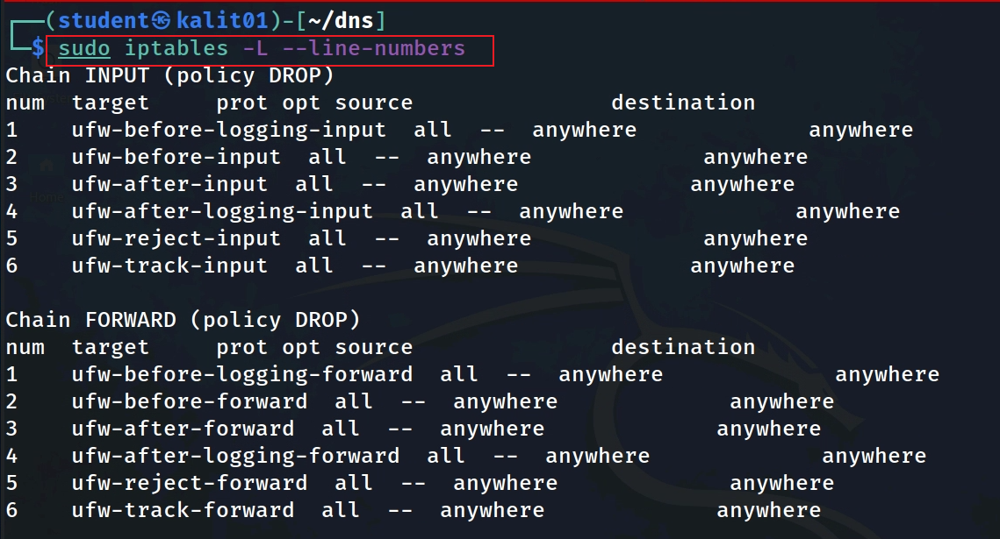 ┌──(student㉿kalit01)-[~/dns]
└─$ sudo iptables -L --line-numbers
Chain INPUT (policy DROP)
num  target     prot opt source               destination
1    ufw-before-logging-input  all  --  anywhere             anywhere
2    ufw-before-input  all  --  anywhere             anywhere
3    ufw-after-input  all  --  anywhere             anywhere
4    ufw-after-logging-input  all  --  anywhere             anywhere
5    ufw-reject-input  all  --  anywhere             anywhere
6    ufw-track-input  all  --  anywhere             anywhere
Chain FORWARD (policy DROP)
num  target     prot opt source               destination
1    ufw-before-logging-forward  all  --  anywhere             anywhere
2    ufw-before-forward  all  --  anywhere             anywhere
3    ufw-after-forward  all  --  anywhere             anywhere
4    ufw-after-logging-forward  all  --  anywhere             anywhere
5    ufw-reject-forward  all  --  anywhere             anywhere
6    ufw-track-forward  all  --  anywhere             anywhere
Home